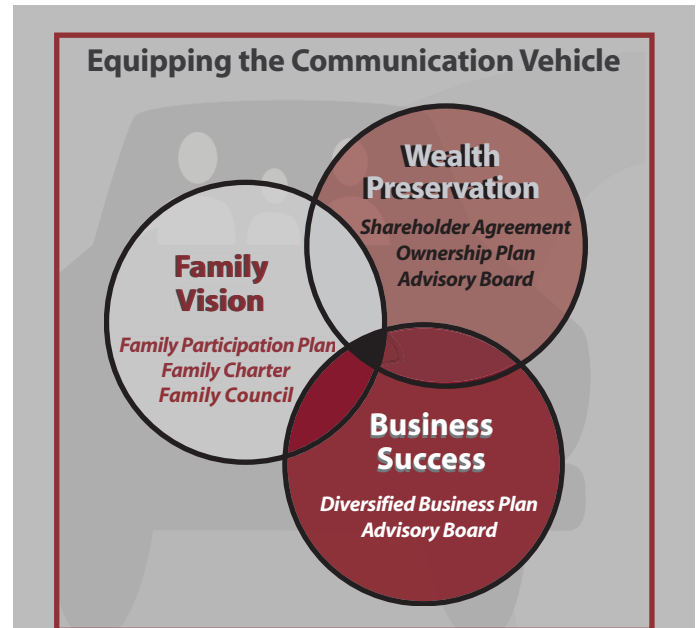 Equipping the Communication Vehicle
Wealth
Preservation
Shareholder Agreement
Ownership Plan
Advisory Board
Family
Vision
Family Participation Plan
Family Charter
Family Council
Business
Success
Diversified Business Plan
Advisory Board